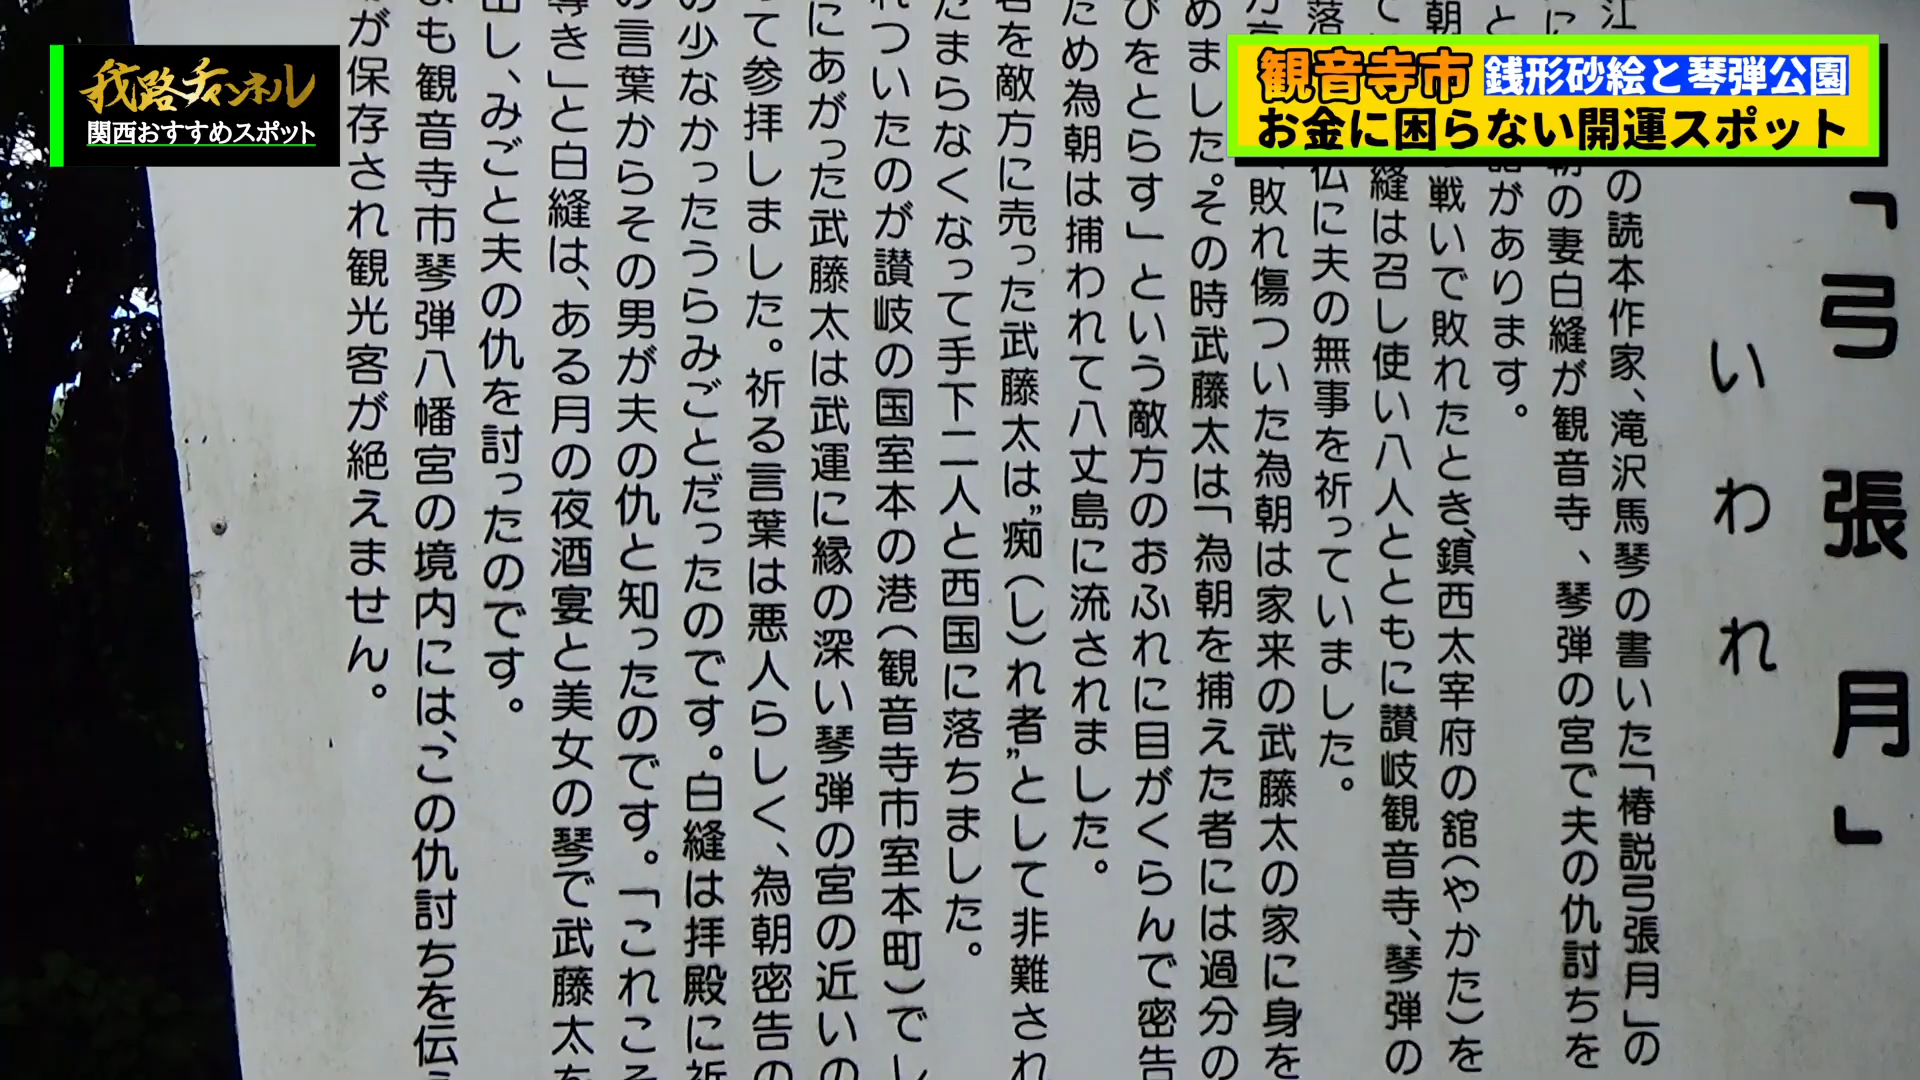 我路チャンネル
関西おすすめスポット
観音寺市 銭形砂絵と琴弾公園
お金に困らない開運スポット
「弓張月」
いわれ
江
の読本作家、滝沢馬琴の書いた「椿説弓張月」の
朝の妻白縫が観音寺、琴弾の宮で夫の仇討ちを
と
があります。
朝
戦いで敗れたとき、鎮西太宰府の舘(やかた)を
て
縫は召し使い八人とともに讃岐観音寺、琴弾の
落
仏に夫の無事を祈っていました。
敗れ傷ついた為朝は家来の武藤太の家に身を
めました。その時武藤太は「為朝を捕えた者には過分の
びをとらす」という敵方のおふれに目がくらんで密告
ため為朝は捕われて八丈島に流されました。
を敵方に売った武藤太は"痴(し)れ者"として非難され
たまらなくなって手下二人と西国に落ちました。
れついたのが讃岐の国室本の港(観音寺市室本町)でし
にあがった武藤太は武運に縁の深い琴弾の宮の近いの
って参拝しました。祈る言葉は悪人らしく、為朝密告の
の少なかったうらみごとだったのです。白縫は拝殿に祈
の言葉からその男が夫の仇と知ったのです。「これこそ
尊き」と白縫は、ある月の夜酒宴と美女の琴で武藤太を
出し、みごと夫の仇を討ったのです。
まも観音寺市琴弾八幡宮の境内には、この仇討ちを伝え
が保存され観光客が絶えません。